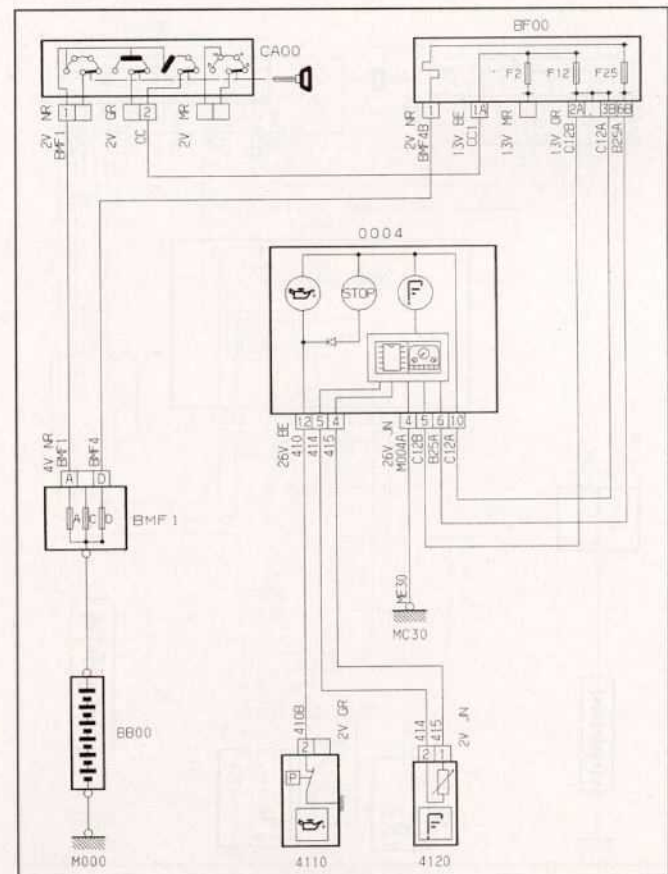 CA00
BF00
F2 F12 F25
1 2
1 1A 2A 3B 6B
2V NR
BMF1
2V GR
CC
2V MR
2V NR
BMF4B
13V BE
CC1
13V MR
13V GR
C12B
C12A
B25A
0004
STOP
12 5 4 4 5 6 10
26V BE
410
414
415
26V JN
M004A
C12B
B25A
C12A
4V NR
BMF1
BMF4
A D
A C D
BMF1
ME30
MC30
BB00
M000
410B
2V GR
2
P
4110
414
415
2V JN
2 1
4120